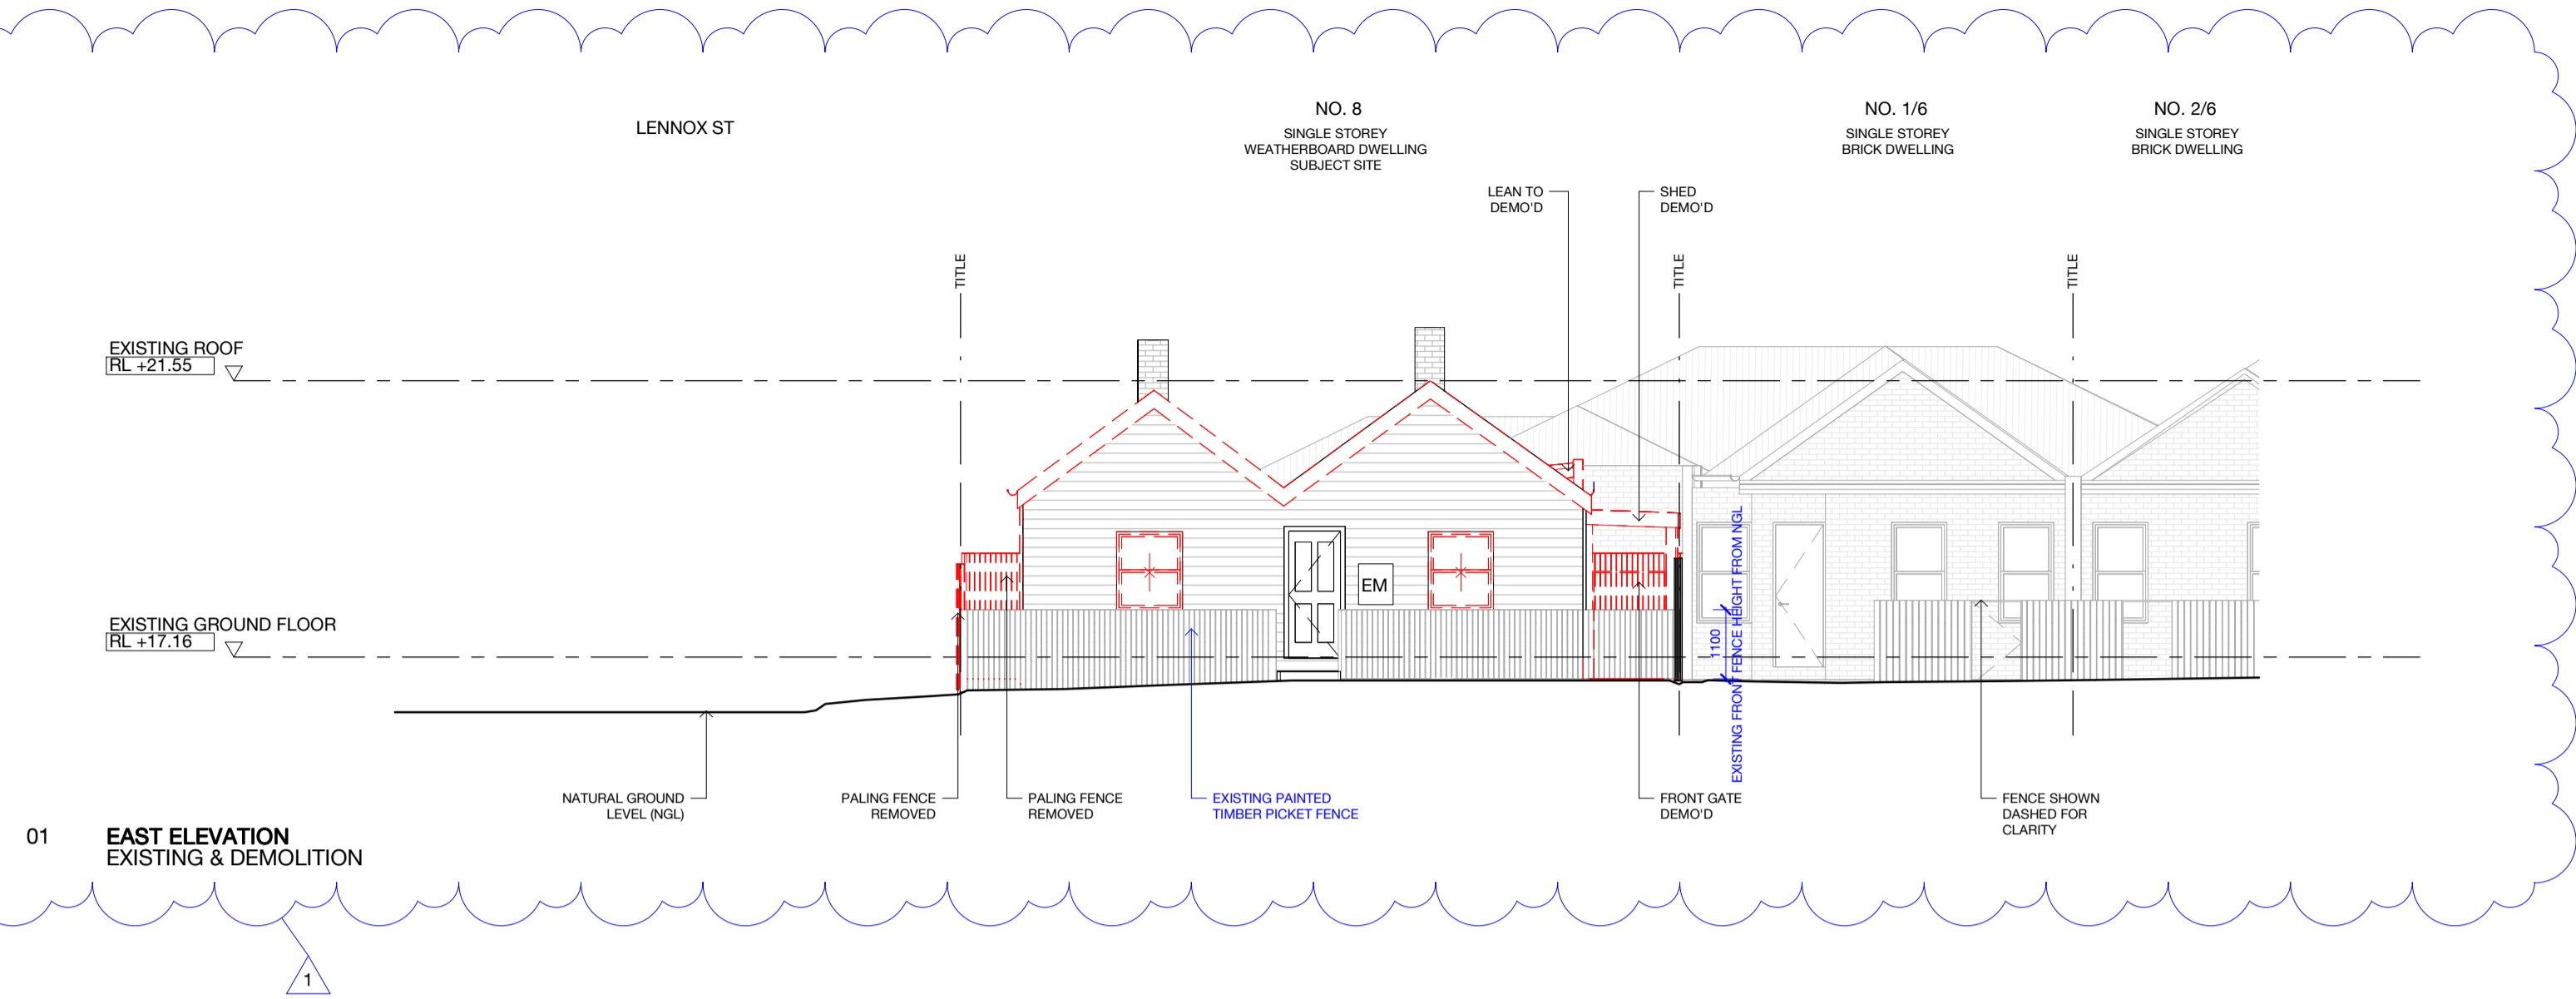 LENNOX ST
NO. 8
SINGLE STOREY
WEATHERBOARD DWELLING
SUBJECT SITE
NO. 1/6
SINGLE STOREY
BRICK DWELLING
NO. 2/6
SINGLE STOREY
BRICK DWELLING
LEAN TO
DEMO'D
SHED
DEMO'D
TITLE
TITLE
TITLE
EXISTING ROOF
RL +21.55
EXISTING GROUND FLOOR
RL +17.16
EM
1100
EXISTING FRONT FENCE HEIGHT FROM NGL
NATURAL GROUND
LEVEL (NGL)
PALING FENCE
REMOVED
PALING FENCE
REMOVED
EXISTING PAINTED
TIMBER PICKET FENCE
FRONT GATE
DEMO'D
FENCE SHOWN
DASHED FOR
CLARITY
01
EAST ELEVATION
EXISTING & DEMOLITION
1